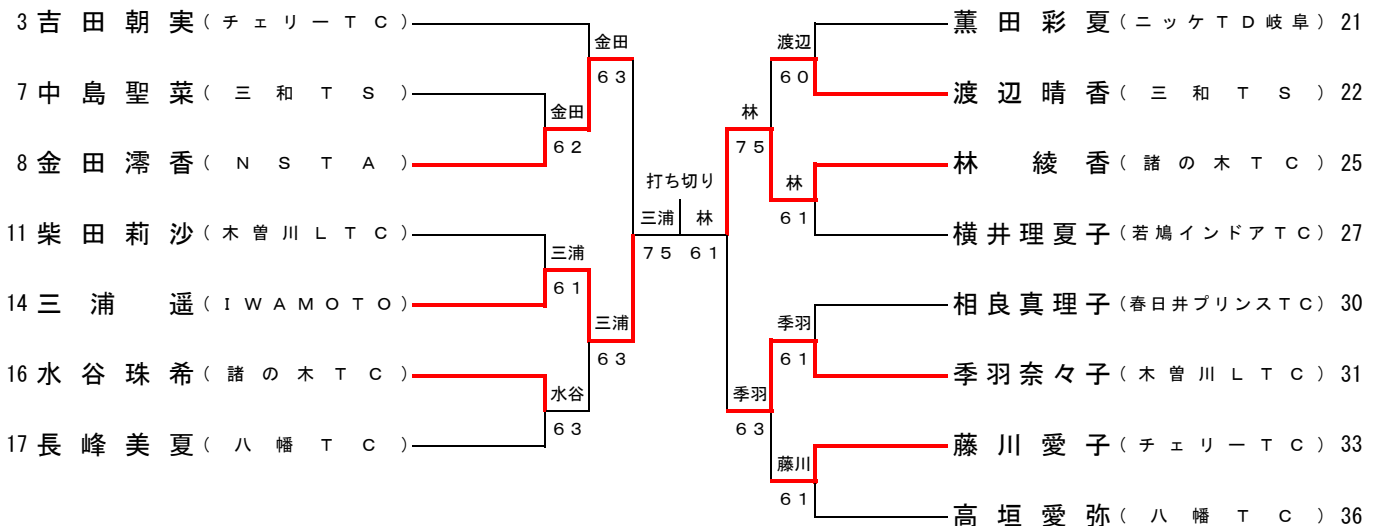 3 吉田朝実 (チェリーTC)
金田
63
7 中島聖菜 (三和TS)
金田
62
8 金田澪香 (NSTA)
11 柴田莉沙 (木曽川LTC)
三浦
61
14 三浦遥 (IWAMOTO)
三浦
63
16 水谷珠希 (諸の木TC)
水谷
63
17 長峰美夏 (八幡TC)
打ち切り
三浦 林
75 61
薫田彩夏 (ニッケTD岐阜) 21
渡辺
60
渡辺晴香 (三和TS) 22
林
75
林綾香 (諸の木TC) 25
林
61
横井理夏子 (若鳩インドアTC) 27
相良真理子 (春日井プリンスTC) 30
季羽
61
季羽奈々子 (木曽川LTC) 31
季羽
63
藤川愛子 (チェリーTC) 33
藤川
61
高垣愛弥 (八幡TC) 36